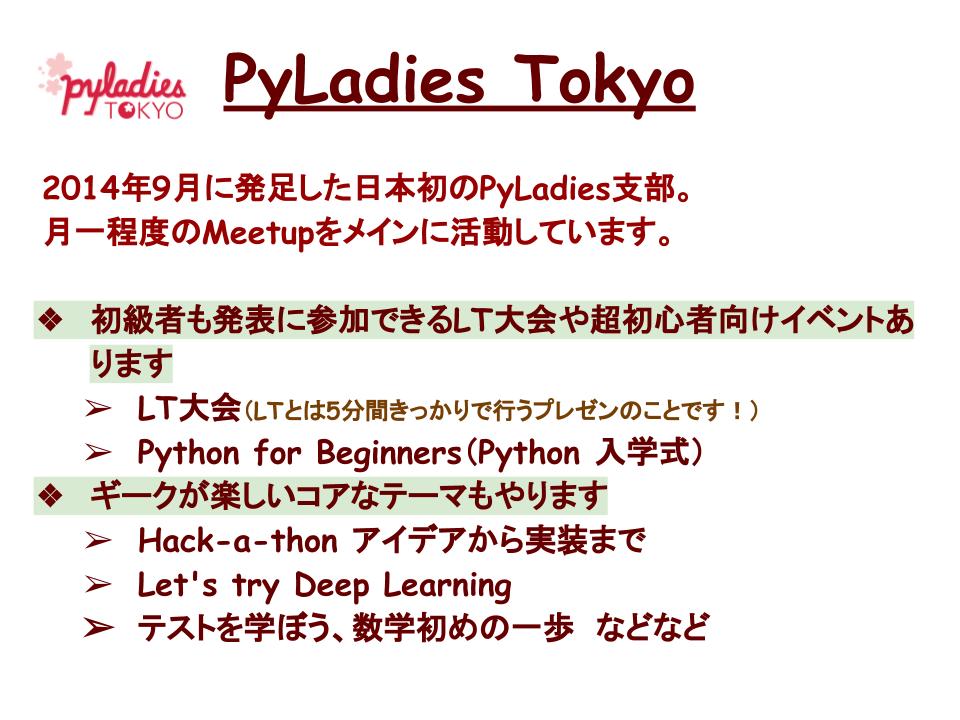 pyladies
TOKYO
PyLadies Tokyo
2014年9月に発足した日本初のPyLadies支部。
月一程度のMeetupをメインに活動しています。
❖ 初級者も発表に参加できるLT大会や超初心者向けイベントあ
ります
➢ LT大会（LTとは5分間きっかりで行うプレゼンのことです！）
➢ Python for Beginners（Python 入学式）
❖ ギークが楽しいコアなテーマもやります
➢ Hack-a-thon アイデアから実装まで
➢ Let's try Deep Learning
➢ テストを学ぼう、数学初めの一歩　などなど